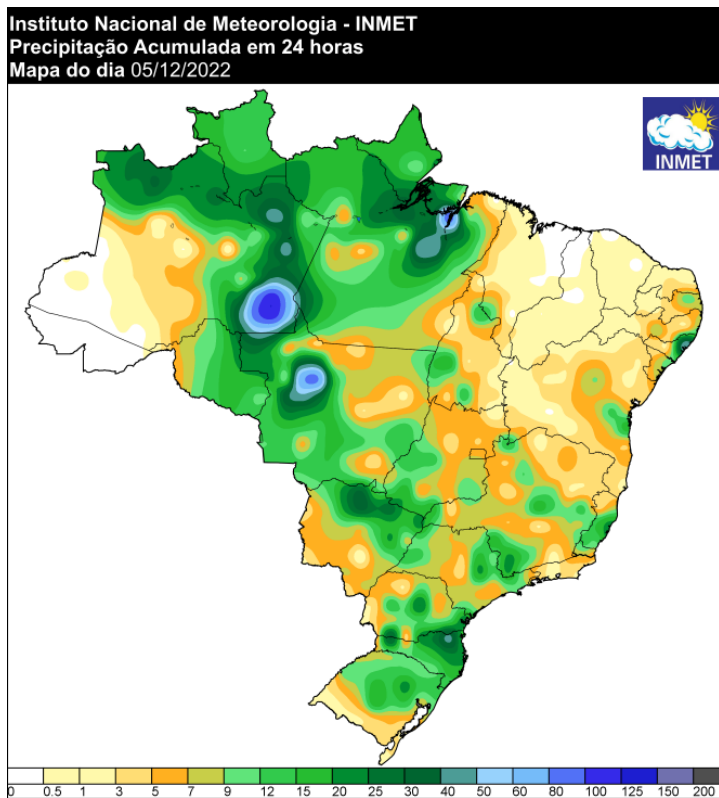 Instituto Nacional de Meteorologia - INMET
Precipitação Acumulada em 24 horas
Mapa do dia 05/12/2022
INMET
0 0.5 1 3 5 7 9 12 15 20 25 30 40 50 60 80 100 125 150 200